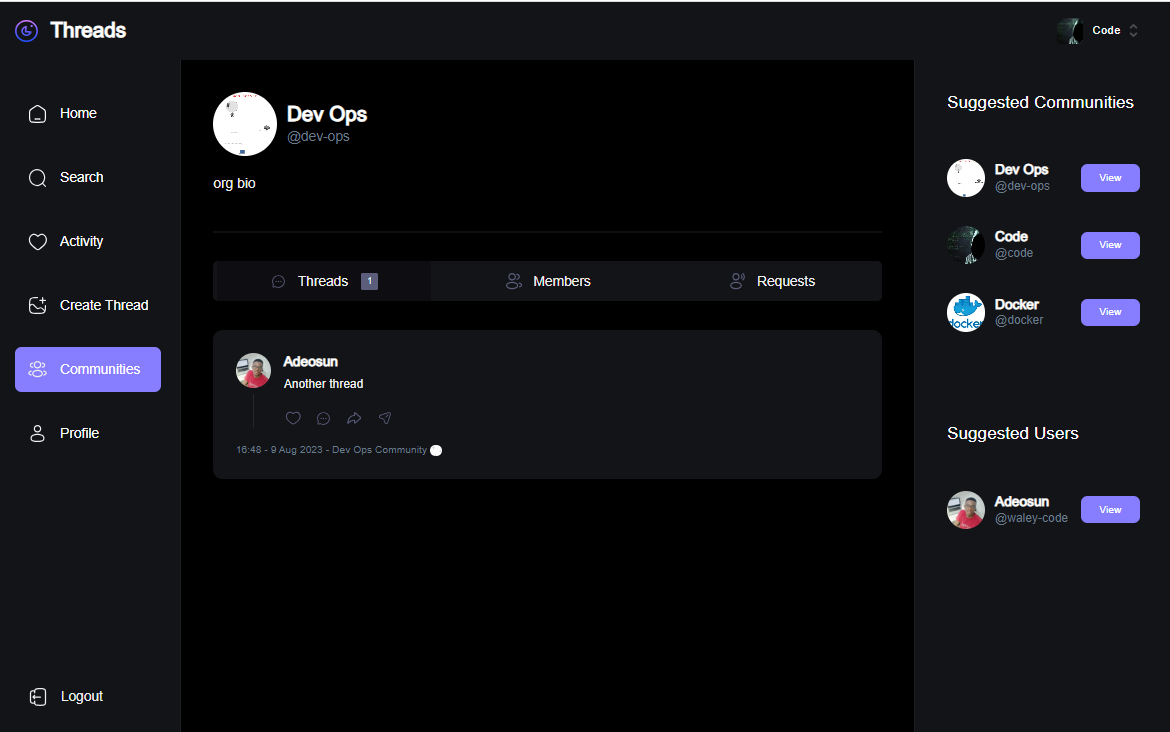 Threads
Code
Home
Search
Activity
Create Thread
Communities
Profile
Logout
Dev Ops
@dev-ops
org bio
Threads 1
Members
Requests
Adeosun
Another thread
16:48 - 9 Aug 2023 - Dev Ops Community
Suggested Communities
Dev Ops
@dev-ops
View
Code
@code
View
docker
Docker
@docker
View
Suggested Users
Adeosun
@waley-code
View